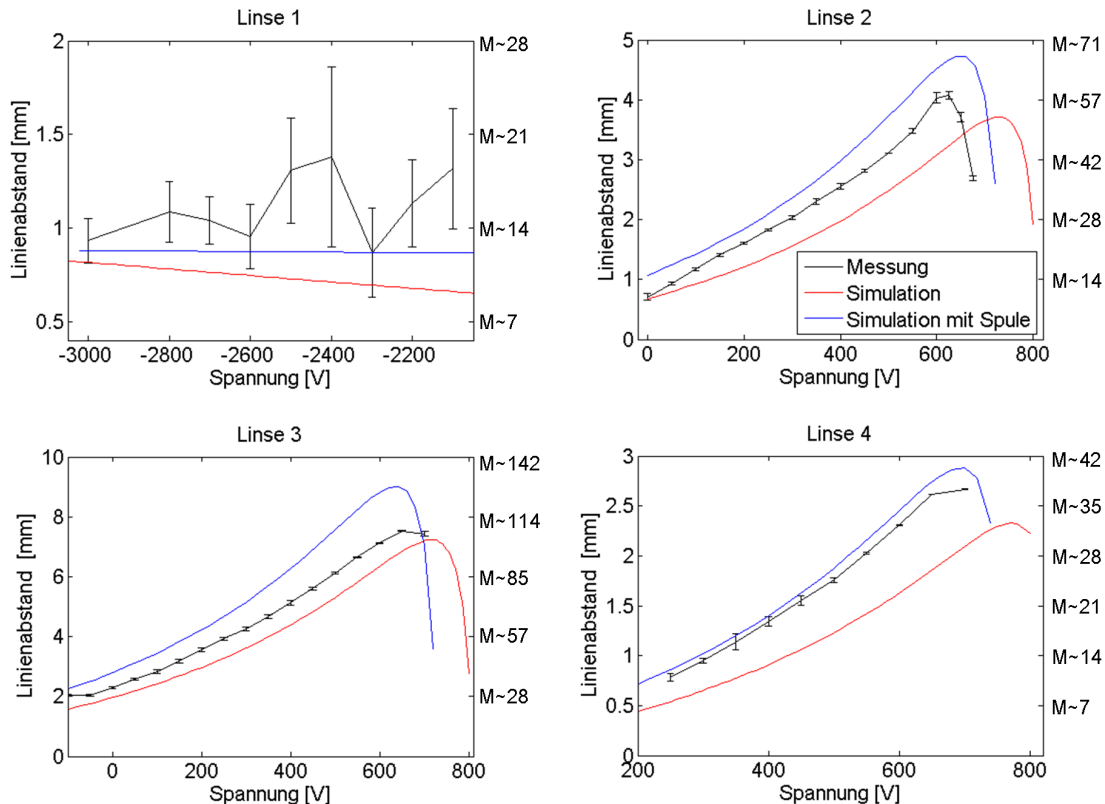 Linse 1
Linienabstand [mm]
2
1.5
1
0.5
M~28
M~21
M~14
M~7
-3000 -2800 -2600 -2400 -2200
Spannung [V]
Linse 2
Linienabstand [mm]
5
4
3
2
1
0
M~71
M~57
M~42
M~28
M~14
Messung
Simulation
Simulation mit Spule
0 200 400 600 800
Spannung [V]
Linse 3
Linienabstand [mm]
10
8
6
4
2
0
M~142
M~114
M~85
M~57
M~28
0 200 400 600 800
Spannung [V]
Linse 4
Linienabstand [mm]
3
2.5
2
1.5
1
0.5
0
M~42
M~35
M~28
M~21
M~14
M~7
200 400 600 800
Spannung [V]